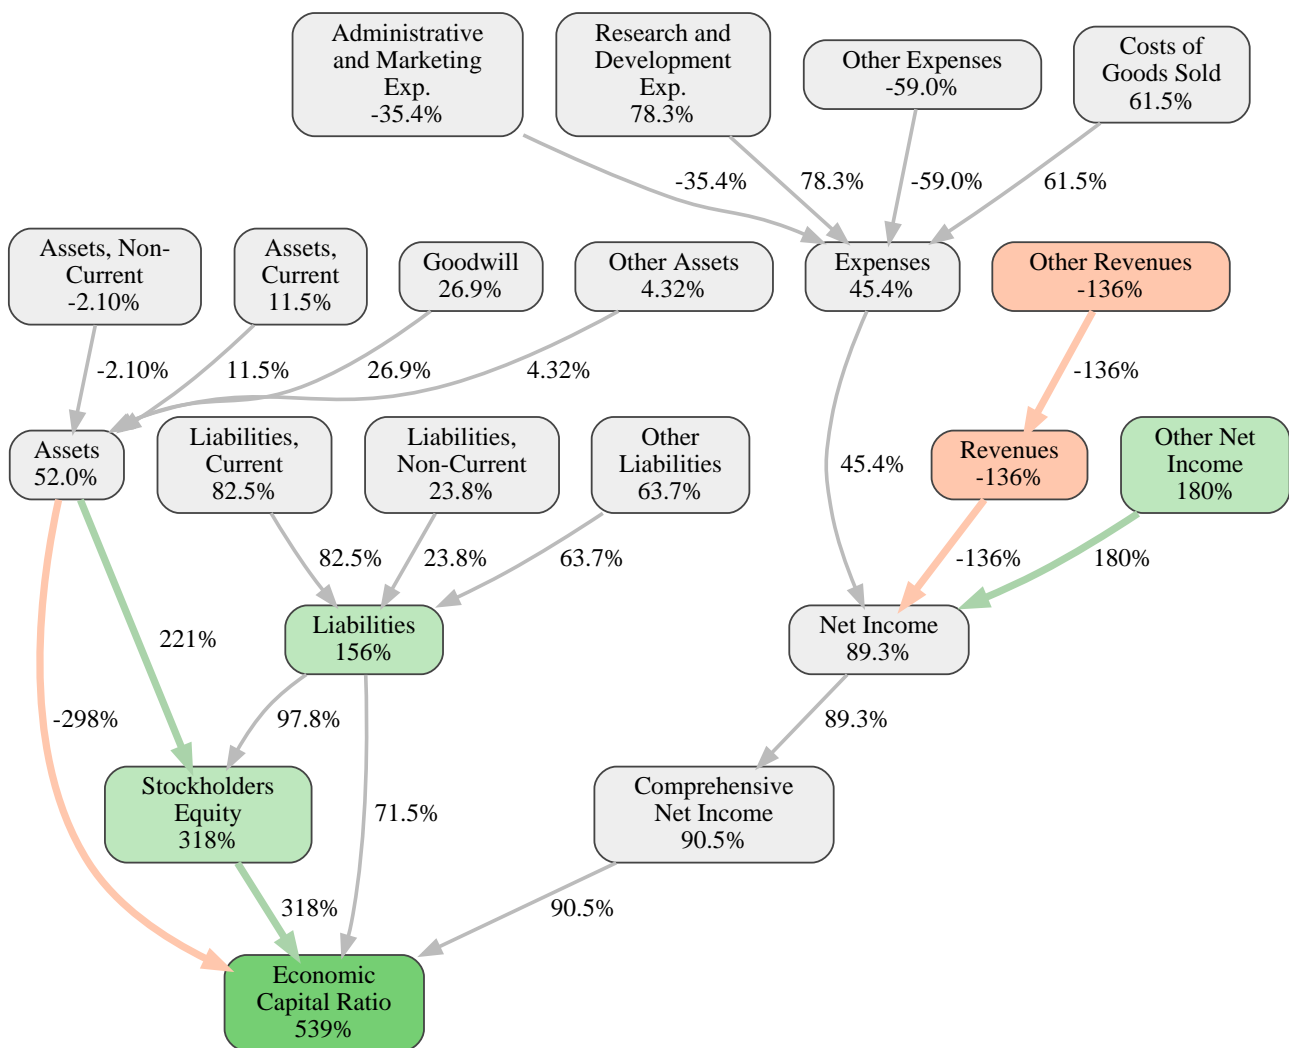 Administrative
and Marketing
Exp.
-35.4%
Research and
Development
Exp.
78.3%
Other Expenses
-59.0%
Costs of
Goods Sold
61.5%
-35.4%
78.3%
-59.0%
61.5%
Assets, Non-
Current
-2.10%
Assets,
Current
11.5%
Goodwill
26.9%
Other Assets
4.32%
Expenses
45.4%
Other Revenues
-136%
-2.10%
11.5%
26.9%
4.32%
-136%
Assets
52.0%
Liabilities,
Current
82.5%
Liabilities,
Non-Current
23.8%
Other
Liabilities
63.7%
45.4%
Revenues
-136%
Other Net
Income
180%
82.5%
23.8%
63.7%
-136%
180%
221%
Liabilities
156%
Net Income
89.3%
-298%
97.8%
89.3%
Stockholders
Equity
318%
71.5%
Comprehensive
Net Income
90.5%
318%
90.5%
Economic
Capital Ratio
539%